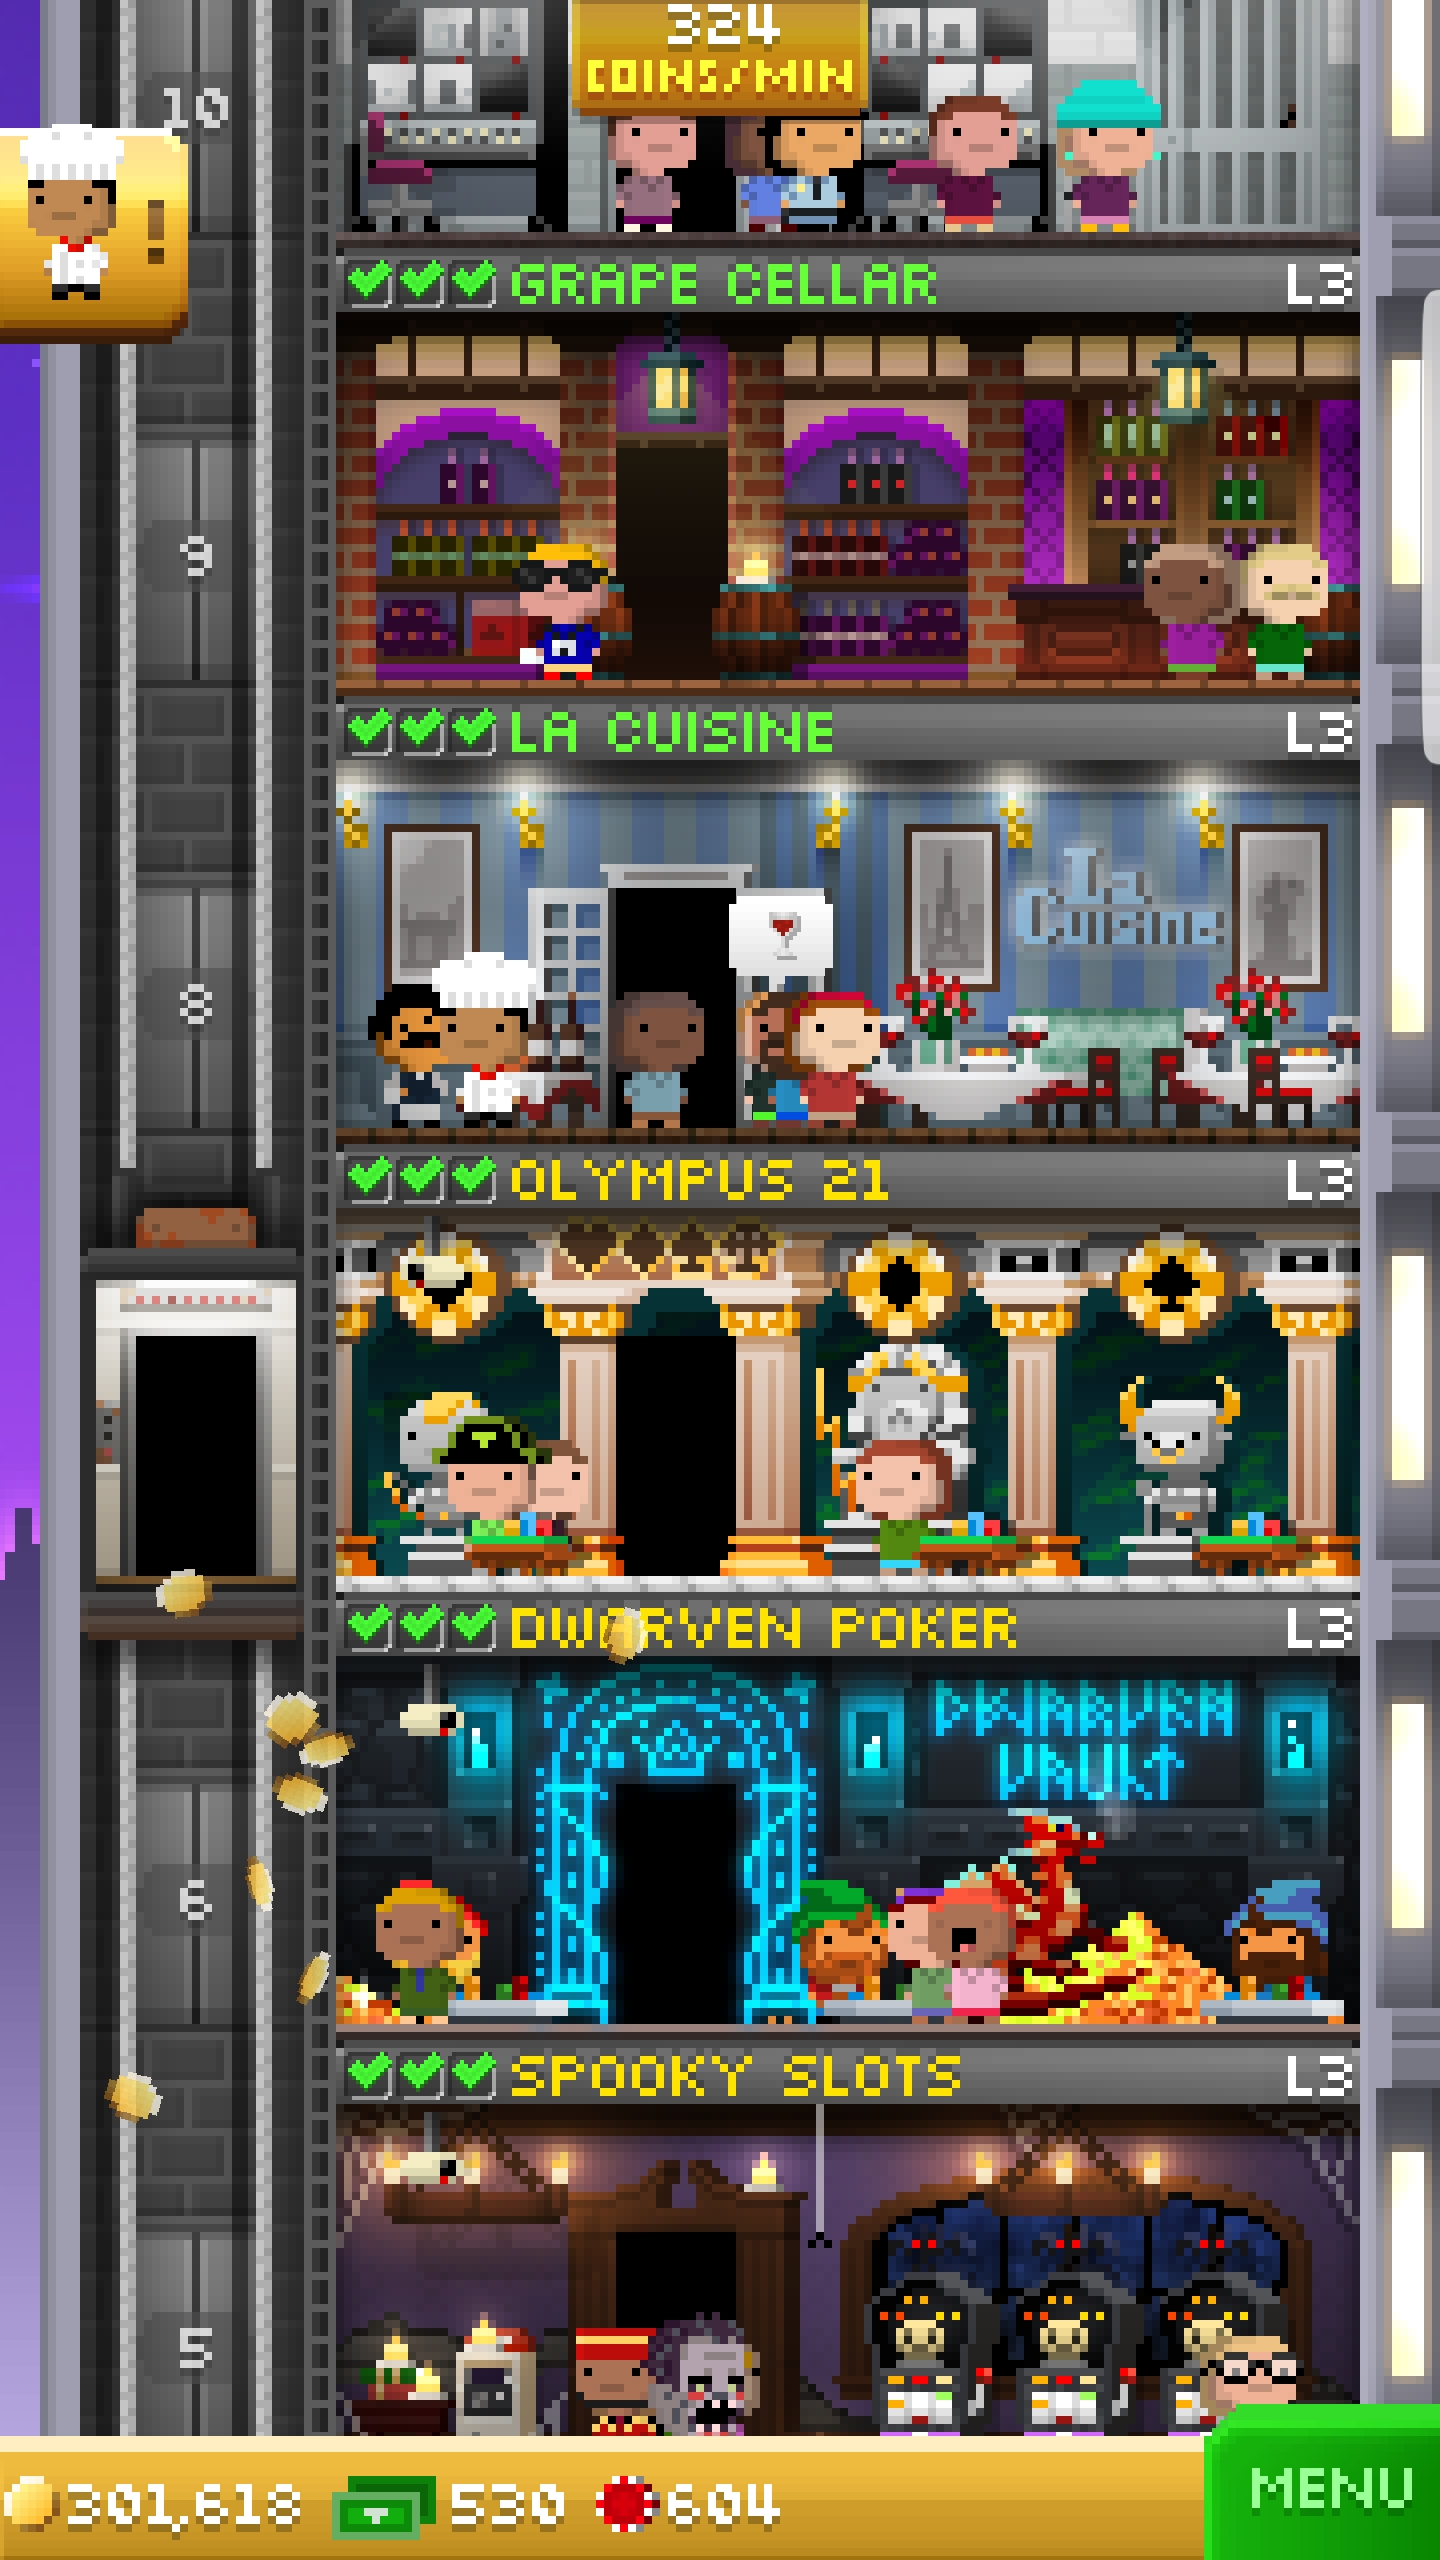 324
COINS/MIN
10
!
GRAPE CELLAR L3
9
LA CUISINE L3
La
Cuisine
8
OLYMPUS 21 L3
DWARVEN POKER L3
DWARVEN
VAULT
6
SPOOKY SLOTS L3
5
301,618 530 604
MENU